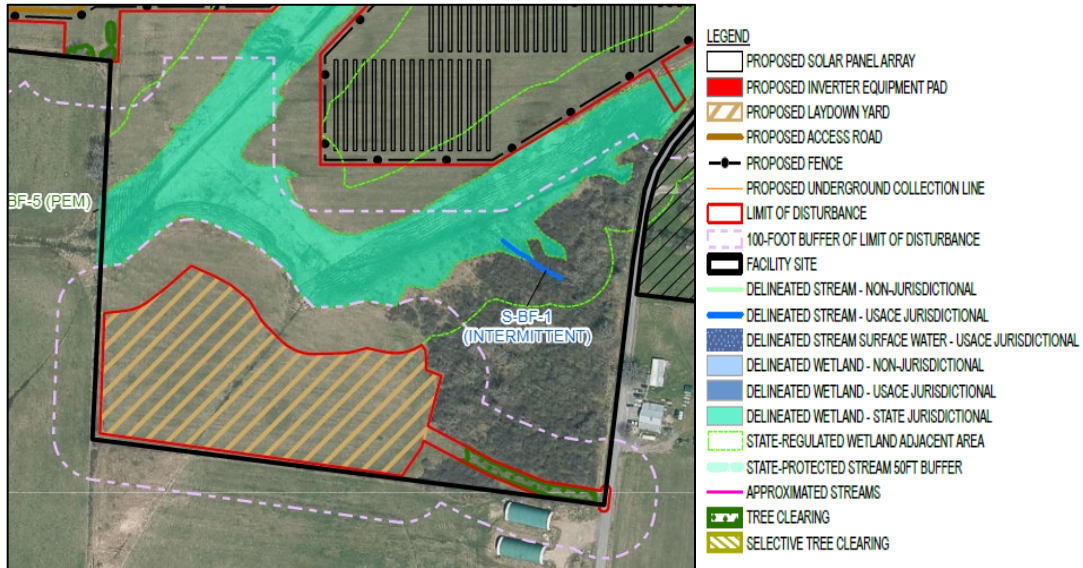 BF-5 (PEM)
S-BF-1
(INTERMITTENT)
LEGEND
PROPOSED SOLAR PANEL ARRAY
PROPOSED INVERTER EQUIPMENT PAD
PROPOSED LAYDOWN YARD
PROPOSED ACCESS ROAD
PROPOSED FENCE
PROPOSED UNDERGROUND COLLECTION LINE
LIMIT OF DISTURBANCE
100-FOOT BUFFER OF LIMIT OF DISTURBANCE
FACILITY SITE
DELINEATED STREAM - NON-JURISDICTIONAL
DELINEATED STREAM - USACE JURISDICTIONAL
DELINEATED STREAM SURFACE WATER - USACE JURISDICTIONAL
DELINEATED WETLAND - NON-JURISDICTIONAL
DELINEATED WETLAND - USACE JURISDICTIONAL
DELINEATED WETLAND - STATE JURISDICTIONAL
STATE-REGULATED WETLAND ADJACENT AREA
STATE-PROTECTED STREAM 50FT BUFFER
APPROXIMATED STREAMS
TREE CLEARING
SELECTIVE TREE CLEARING